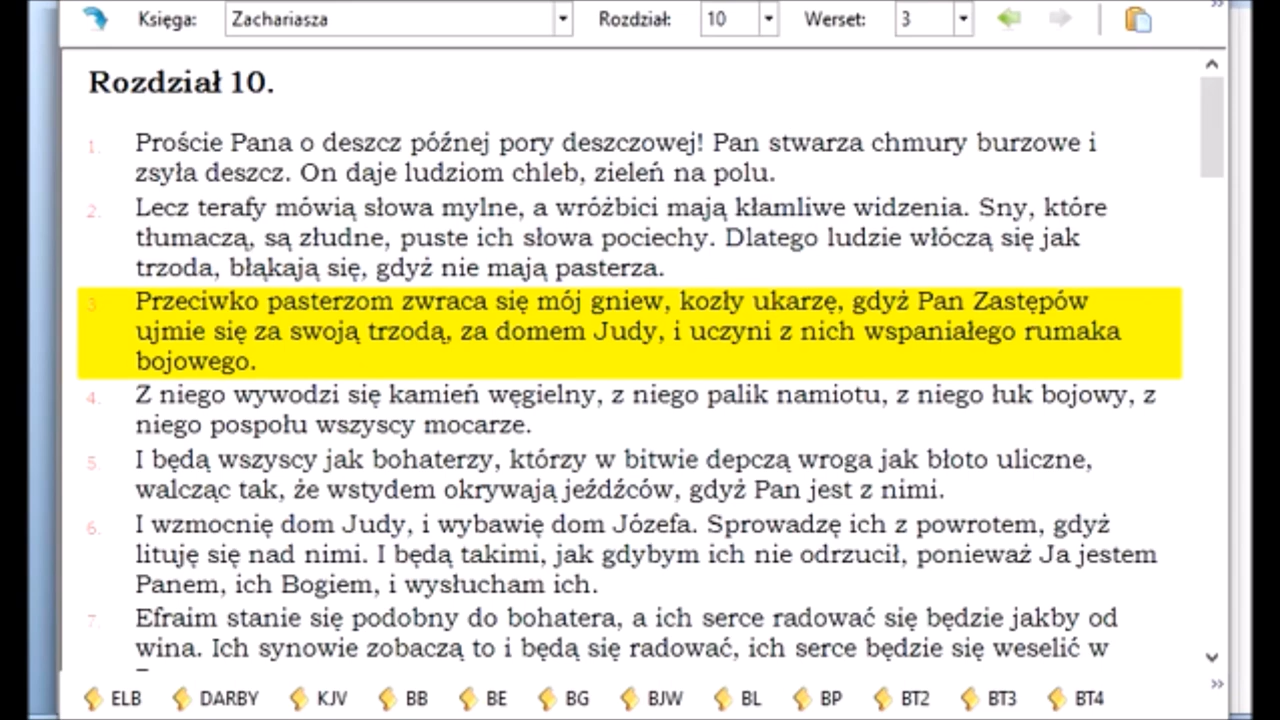 Księga: Zachariasza Rozdział: 10 Werset: 3
Rozdział 10.
1. Proście Pana o deszcz późnej pory deszczowej! Pan stwarza chmury burzowe i
zsyła deszcz. On daje ludziom chleb, zieleń na polu.
2. Lecz terafy mówią słowa mylne, a wróżbici mają kłamliwe widzenia. Sny, które
tłumaczą, są złudne, puste ich słowa pociechy. Dlatego ludzie włóczą się jak
trzoda, błąkają się, gdyż nie mają pasterza.
3 Przeciwko pasterzom zwraca się mój gniew, kozły ukarzę, gdyż Pan Zastępów
ujmie się za swoją trzodą, za domem Judy, i uczyni z nich wspaniałego rumaka
bojowego.
4. Z niego wywodzi się kamień węgielny, z niego palik namiotu, z niego łuk bojowy, z
niego pospołu wszyscy mocarze.
5. I będą wszyscy jak bohaterzy, którzy w bitwie depczą wroga jak błoto uliczne,
walcząc tak, że wstydem okrywają jeźdźców, gdyż Pan jest z nimi.
6. I wzmocnię dom Judy, i wybawię dom Józefa. Sprowadzę ich z powrotem, gdyż
lituję się nad nimi. I będą takimi, jak gdybym ich nie odrzucił, ponieważ Ja jestem
Panem, ich Bogiem, i wysłucham ich.
7. Efraim stanie się podobny do bohatera, a ich serce radować się będzie jakby od
wina. Ich synowie zobaczą to i będą się radować, ich serce będzie się weselić w
ELB DARBY KJV BB BE BG BJW BL BP BT2 BT3 BT4